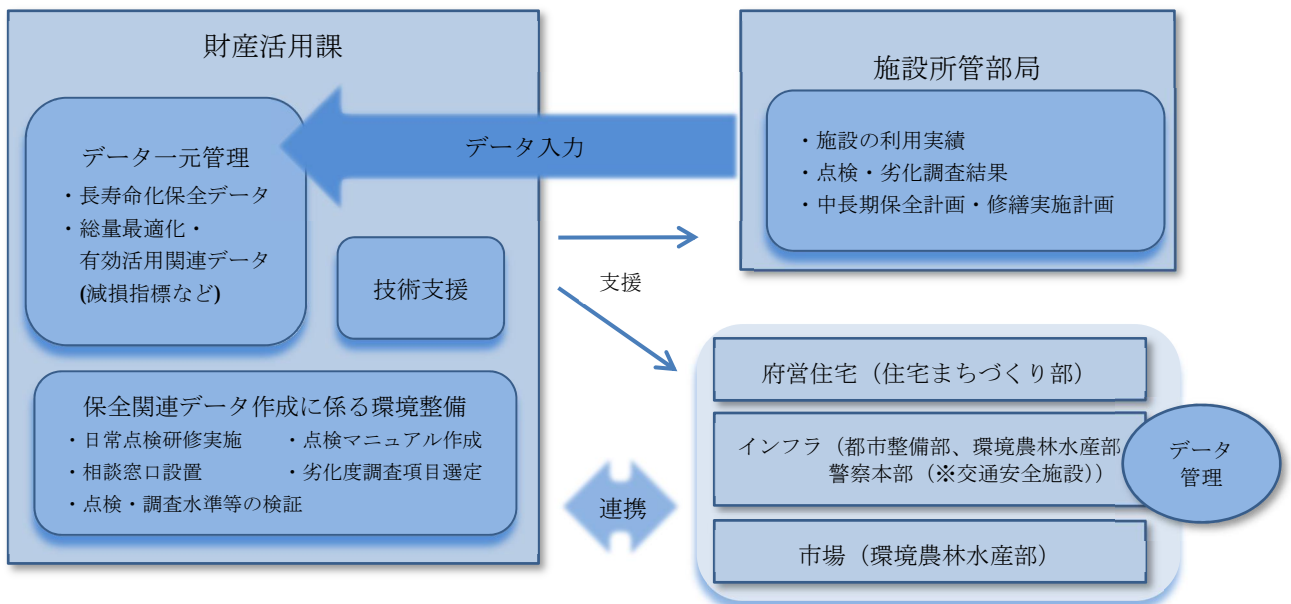 財産活用課
データ一元管理
・長寿命化保全データ
・総量最適化・
有効活用関連データ
(減損指標など)
技術支援
保全関連データ作成に係る環境整備
・日常点検研修実施 ・点検マニュアル作成
・相談窓口設置 ・劣化度調査項目選定
・点検・調査水準等の検証
データ入力
支援
連携
施設所管部局
・施設の利用実績
・点検・劣化調査結果
・中長期保全計画・修繕実施計画
府営住宅（住宅まちづくり部）
インフラ（都市整備部、環境農林水産部
警察本部（※交通安全施設））
市場（環境農林水産部）
データ
管理